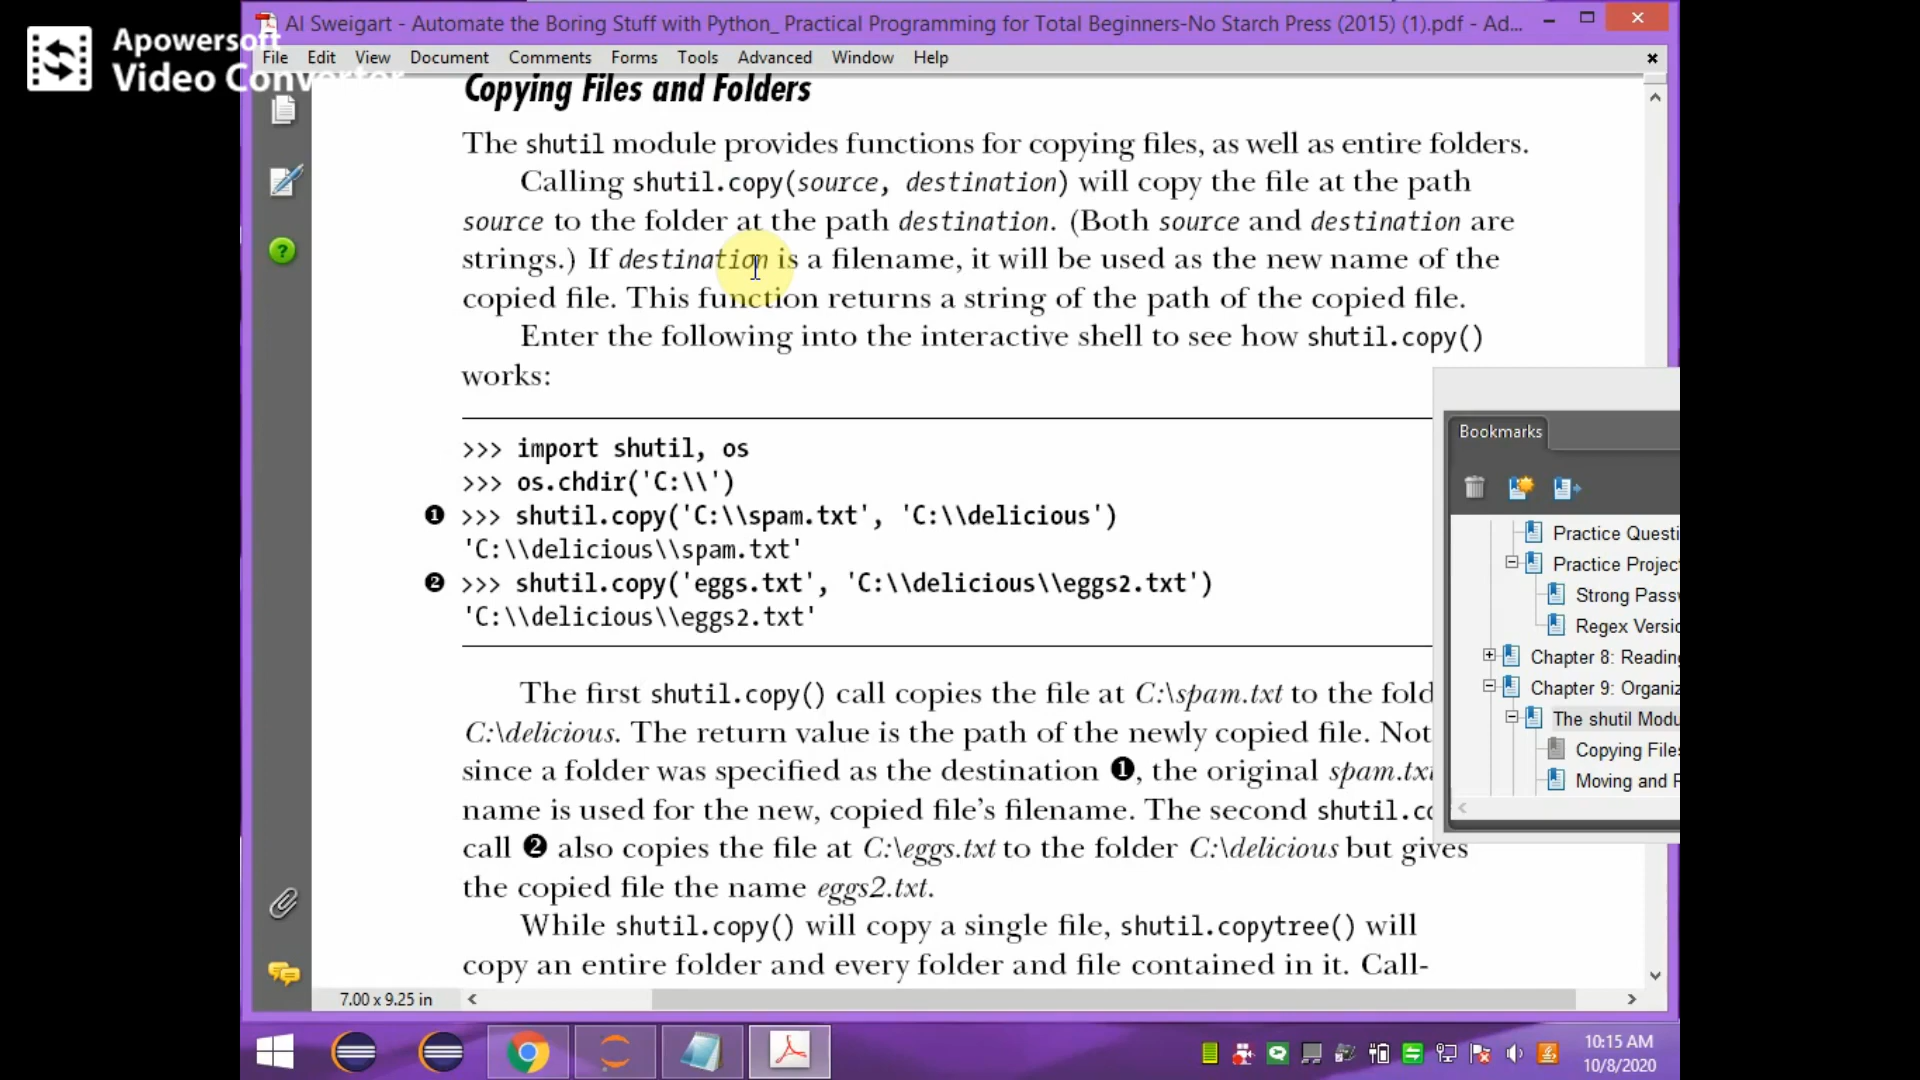 Apowersoft
Video Converter
Al Sweigart - Automate the Boring Stuff with Python_ Practical Programming for Total Beginners-No Starch Press (2015) (1).pdf - Ad...
File Edit View Document Comments Forms Tools Advanced Window Help
Copying Files and Folders
The shutil module provides functions for copying files, as well as entire folders.
Calling shutil.copy(source, destination) will copy the file at the path
source to the folder at the path destination. (Both source and destination are
strings.) If destination is a filename, it will be used as the new name of the
copied file. This function returns a string of the path of the copied file.
Enter the following into the interactive shell to see how shutil.copy()
works:
>>> import shutil, os
>>> os.chdir('C:\\')
❶ >>> shutil.copy('C:\\spam.txt', 'C:\\delicious')
'C:\\delicious\\spam.txt'
❷ >>> shutil.copy('eggs.txt', 'C:\\delicious\\eggs2.txt')
'C:\\delicious\\eggs2.txt'
The first shutil.copy() call copies the file at C:\spam.txt to the fold
C:\delicious. The return value is the path of the newly copied file. Not
since a folder was specified as the destination ❶, the original spam.tx
name is used for the new, copied file's filename. The second shutil.co
call ❷ also copies the file at C:\eggs.txt to the folder C:\delicious but gives
the copied file the name eggs2.txt.
While shutil.copy() will copy a single file, shutil.copytree() will
copy an entire folder and every folder and file contained in it. Call-
Bookmarks
Practice Questi
Practice Project
Strong Passw
Regex Versio
Chapter 8: Reading
Chapter 9: Organiz
The shutil Modu
Copying Files
Moving and R
7.00 x 9.25 in
10:15 AM
10/8/2020